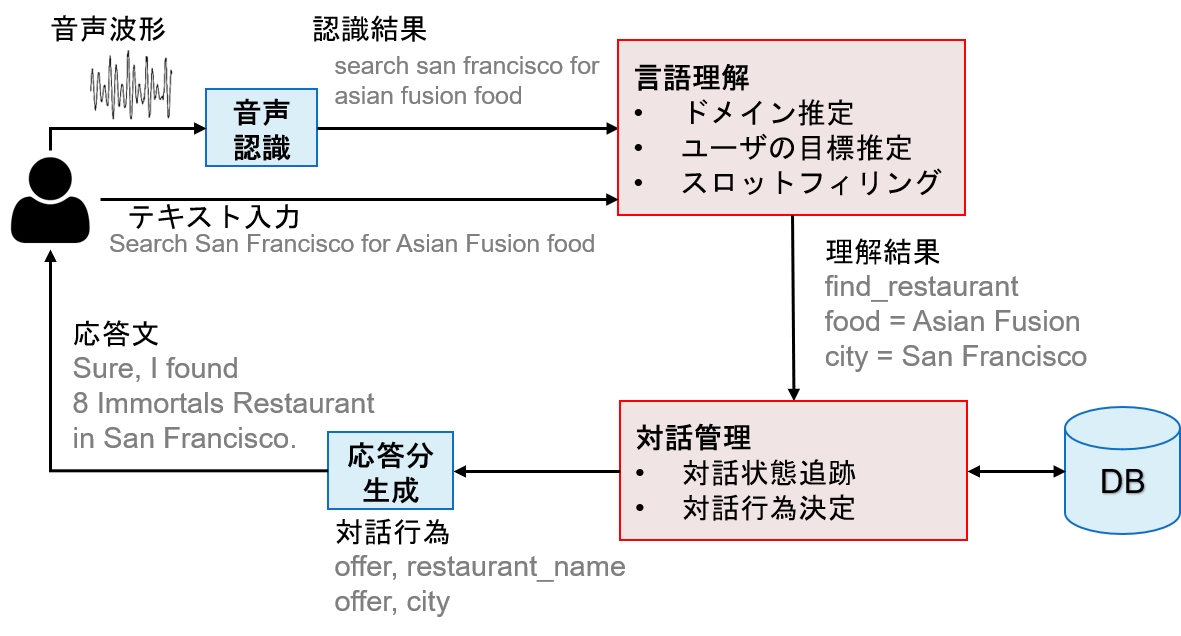 音声波形
認識結果
search san francisco for
asian fusion food
音声
認識
言語理解
• ドメイン推定
• ユーザの目標推定
• スロットフィリング
テキスト入力
Search San Francisco for Asian Fusion food
理解結果
find_restaurant
food = Asian Fusion
city = San Francisco
応答文
Sure, I found
8 Immortals Restaurant
in San Francisco.
応答分
生成
対話管理
• 対話状態追跡
• 対話行為決定
DB
対話行為
offer, restaurant_name
offer, city